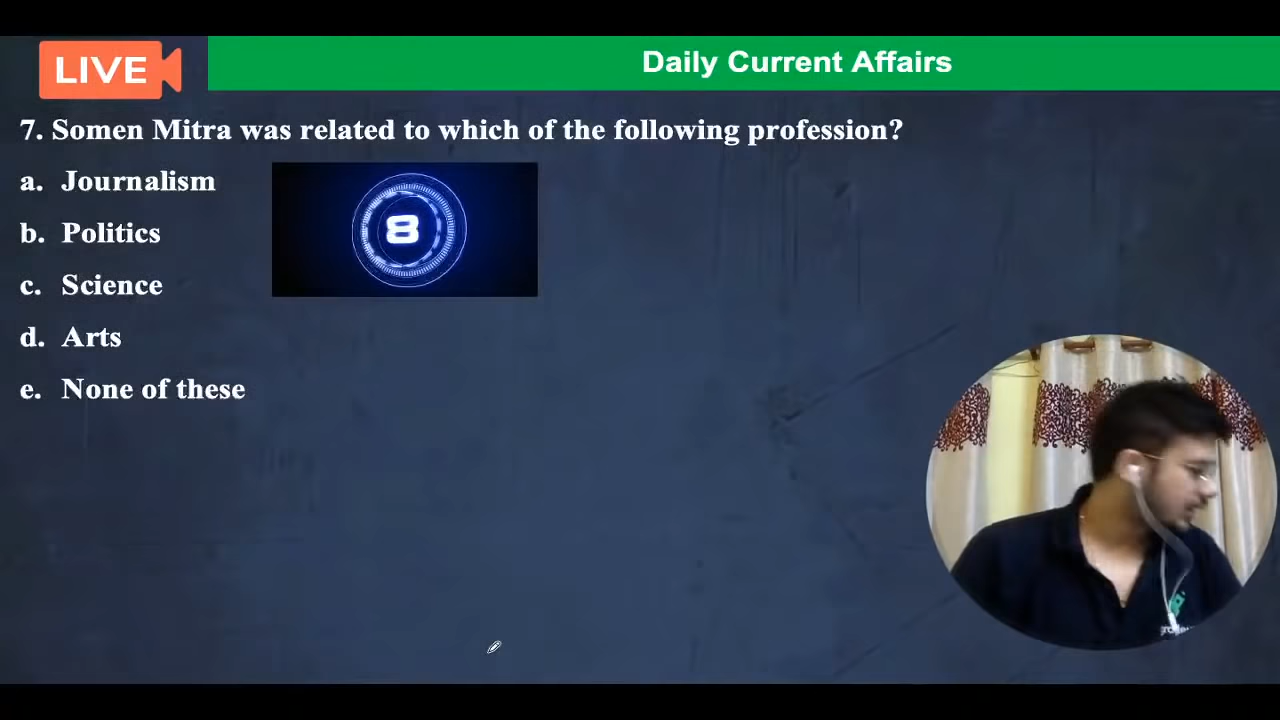 LIVE
Daily Current Affairs
7. Somen Mitra was related to which of the following profession?
a. Journalism
8
b. Politics
c. Science
d. Arts
e. None of these